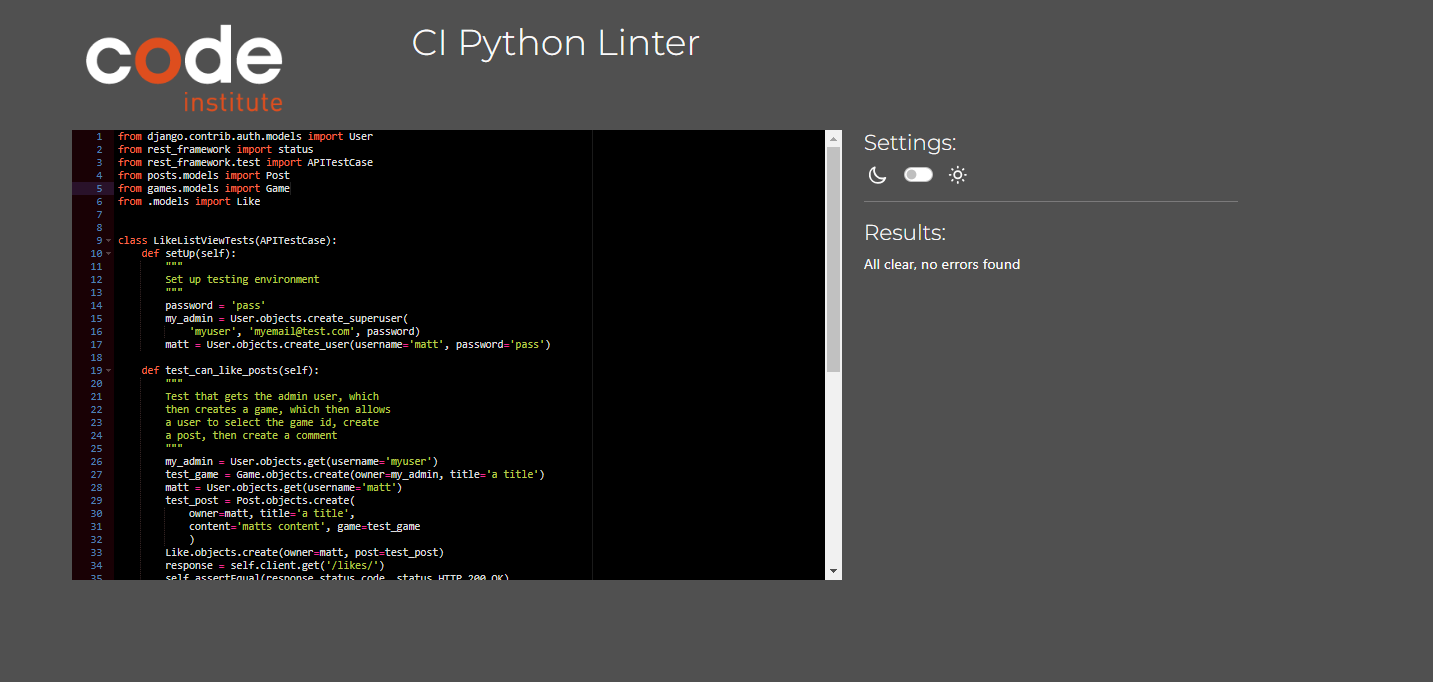 code
institute
CI Python Linter
1 from django.contrib.auth.models import User
2 from rest_framework import status
3 from rest_framework.test import APITestCase
4 from posts.models import Post
5 from games.models import Game
6 from .models import Like
7
8
9 class LikeListViewTests(APITestCase):
10     def setUp(self):
11         """
12         Set up testing environment
13         """
14         password = 'pass'
15         my_admin = User.objects.create_superuser(
16             'myuser', 'myemail@test.com', password)
17         matt = User.objects.create_user(username='matt', password='pass')
18
19     def test_can_like_posts(self):
20         """
21         Test that gets the admin user, which
22         then creates a game, which then allows
23         a user to select the game id, create
24         a post, then create a comment
25         """
26         my_admin = User.objects.get(username='myuser')
27         test_game = Game.objects.create(owner=my_admin, title='a title')
28         matt = User.objects.get(username='matt')
29         test_post = Post.objects.create(
30             owner=matt, title='a title',
31             content='matts content', game=test_game
32             )
33         Like.objects.create(owner=matt, post=test_post)
34         response = self.client.get('/likes/')
35         self.assertEqual(response.status_code, status.HTTP_200_OK)
Settings:
Results:
All clear, no errors found